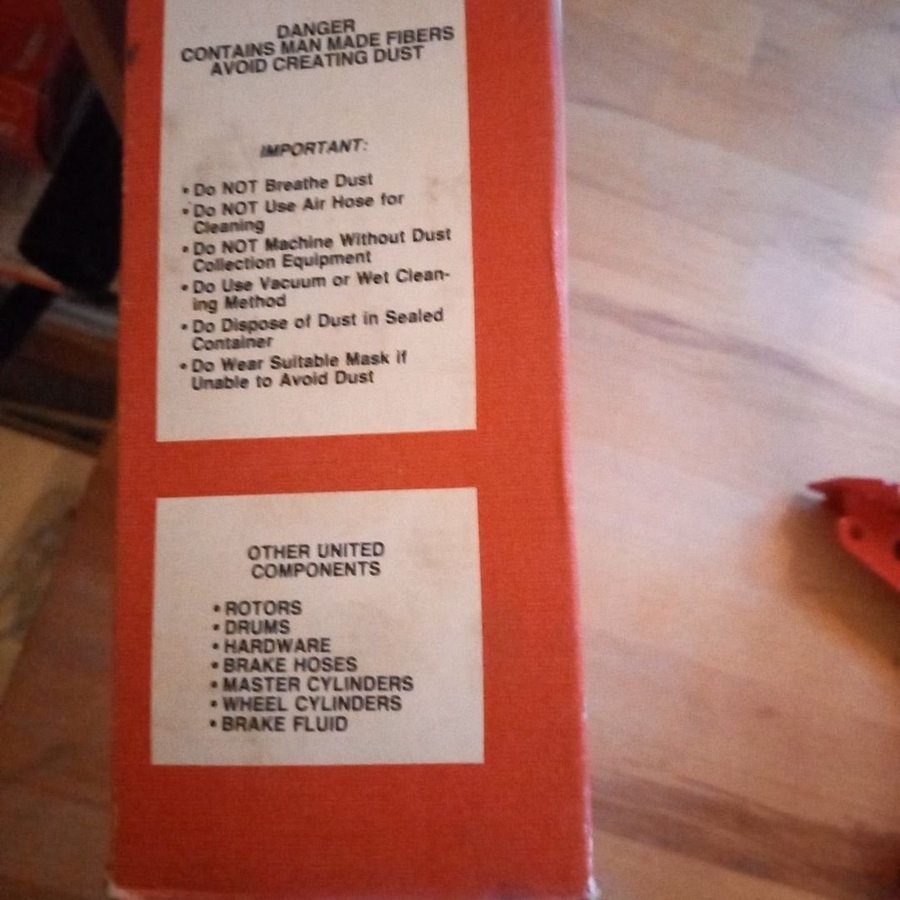 DANGER
CONTAINS MAN MADE FIBERS
AVOID CREATING DUST
IMPORTANT:
• Do NOT Breathe Dust
• Do NOT Use Air Hose for
Cleaning
• Do NOT Machine Without Dust
Collection Equipment
• Do Use Vacuum or Wet Clean-
ing Method
• Do Dispose of Dust in Sealed
Container
• Do Wear Suitable Mask if
Unable to Avoid Dust
OTHER UNITED
COMPONENTS
• ROTORS
• DRUMS
• HARDWARE
• BRAKE HOSES
• MASTER CYLINDERS
• WHEEL CYLINDERS
• BRAKE FLUID